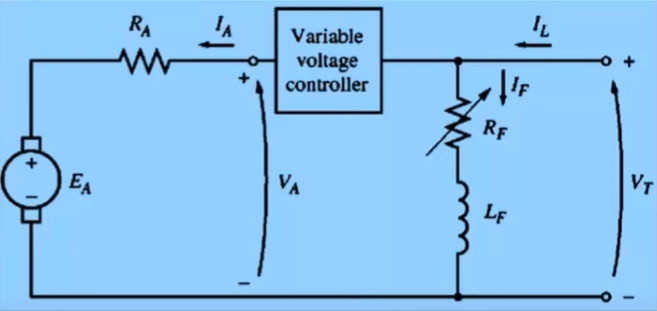 R_A
I_A
Variable
voltage
controller
I_L
+
+
I_F
R_F
+
-
E_A
V_A
L_F
V_T
-
-